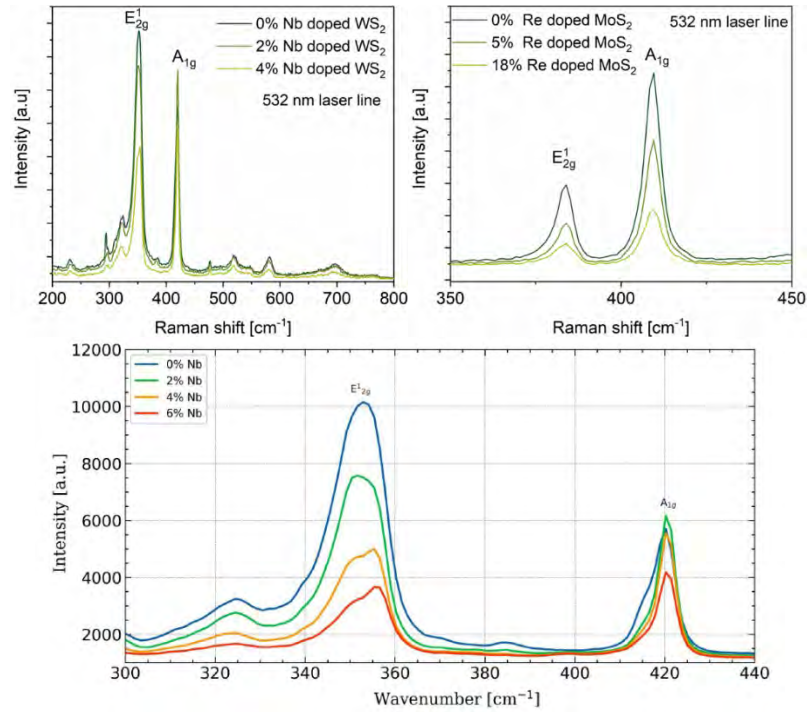 E¹₂g
A₁g
0% Nb doped WS₂
2% Nb doped WS₂
4% Nb doped WS₂
532 nm laser line
Intensity [a.u]
200 300 400 500 600 700 800
Raman shift [cm⁻¹]
0% Re doped MoS₂
5% Re doped MoS₂
18% Re doped MoS₂
532 nm laser line
A₁g
E¹₂g
Intensity [a.u]
350 400 450
Raman shift [cm⁻¹]
12000
10000
8000
6000
4000
2000
Intensity [a.u.]
0% Nb
2% Nb
4% Nb
6% Nb
E¹₂g
A₁g
300 320 340 360 380 400 420 440
Wavenumber [cm⁻¹]